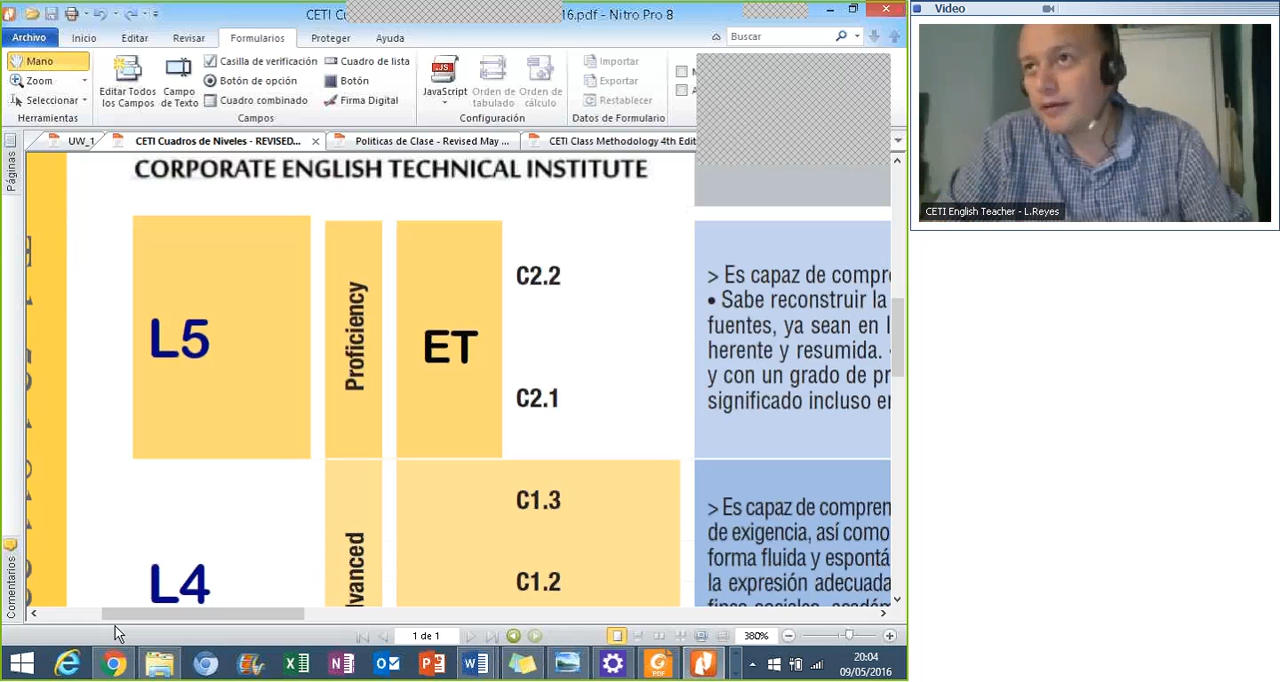 CETI Cu
16.pdf - Nitro Pro 8
Video
Archivo
Inicio
Editar
Revisar
Formularios
Proteger
Ayuda
Buscar
Mano
Zoom
Seleccionar
Herramientas
Editar Todos
los Campos
Campo
de Texto
Casilla de verificación
Botón de opción
Cuadro combinado
Cuadro de lista
Botón
Firma Digital
Campos
JavaScript
Orden de
tabulado
Orden de
cálculo
Configuración
Importar
Exportar
Restablecer
Datos de Formulario
UW_1
CETI Cuadros de Niveles - REVISED...
Politicas de Clase - Revised May ...
CETI Class Methodology 4th Edit
Páginas
Comentarios
CORPORATE ENGLISH TECHNICAL INSTITUTE
L5
Proficiency
ET
C2.2
C2.1
> Es capaz de compr
• Sabe reconstruir la
fuentes, ya sean en l
herente y resumida.
y con un grado de pr
significado incluso en
L4
dvanced
C1.3
C1.2
> Es capaz de compren
de exigencia, así como
forma fluida y espontá
la expresión adecuada
CETI English Teacher - L.Reyes
1 de 1
380%
20:04
09/05/2016